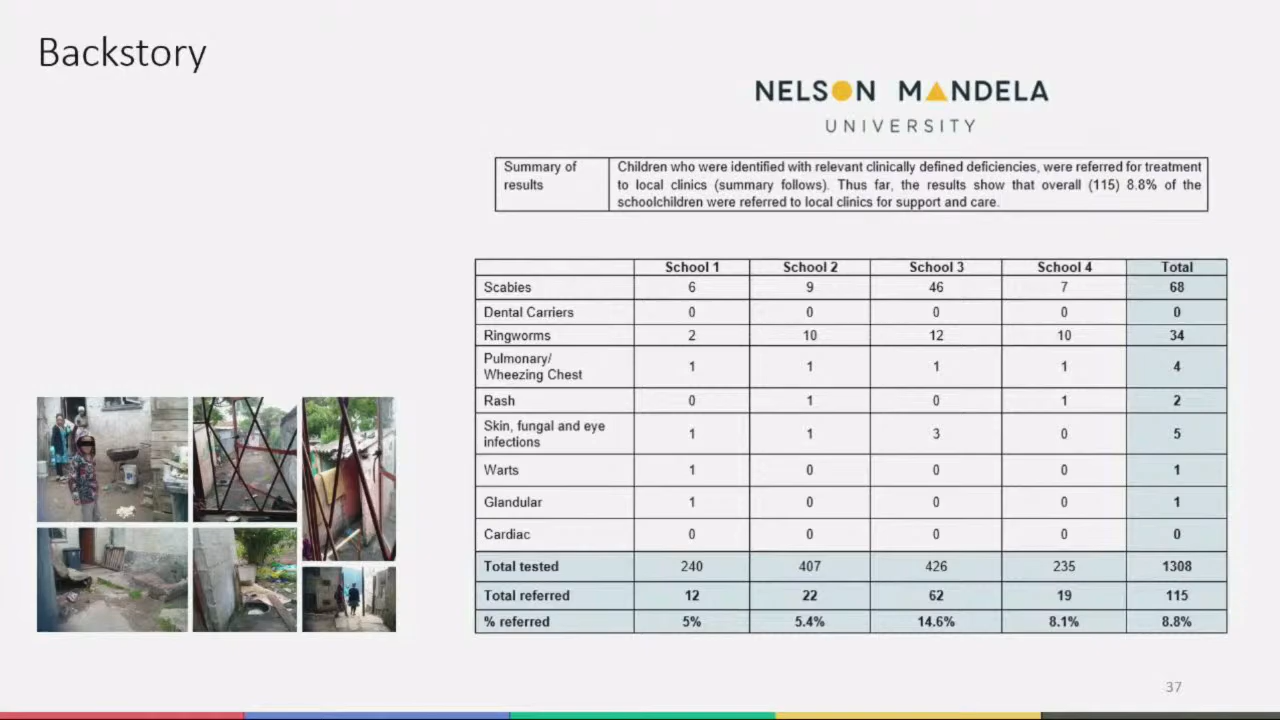 Backstory
NELSON MANDELA
UNIVERSITY
Summary of results
Children who were identified with relevant clinically defined deficiencies, were referred for treatment
to local clinics (summary follows). Thus far, the results show that overall (115) 8.8% of the
schoolchildren were referred to local clinics for support and care.
School 1 School 2 School 3 School 4 Total
Scabies 6 9 46 7 68
Dental Carriers 0 0 0 0 0
Ringworms 2 10 12 10 34
Pulmonary/ Wheezing Chest 1 1 1 1 4
Rash 0 1 0 1 2
Skin, fungal and eye infections 1 1 3 0 5
Warts 1 0 0 0 1
Glandular 1 0 0 0 1
Cardiac 0 0 0 0 0
Total tested 240 407 426 235 1308
Total referred 12 22 62 19 115
% referred 5% 5.4% 14.6% 8.1% 8.8%
37